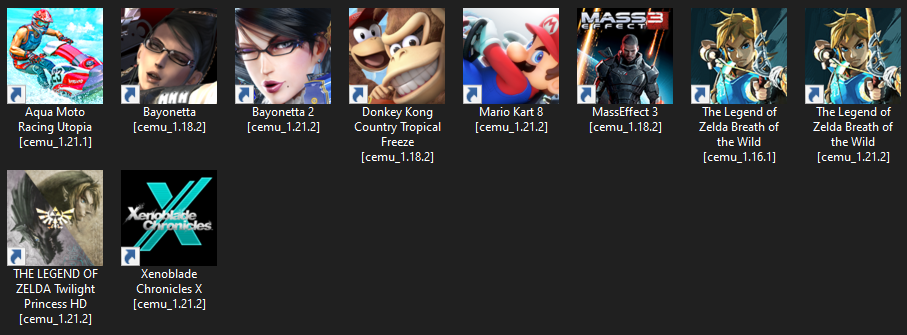 MASS 3
EFFECT
Aqua Moto
Racing Utopia
[cemu_1.21.1]
Bayonetta
[cemu_1.18.2]
Bayonetta 2
[cemu_1.21.2]
Donkey Kong
Country Tropical
Freeze
[cemu_1.18.2]
Mario Kart 8
[cemu_1.21.2]
MassEffect 3
[cemu_1.18.2]
The Legend of
Zelda Breath of
the Wild
[cemu_1.16.1]
The Legend of
Zelda Breath of
the Wild
[cemu_1.21.2]
Xenoblade
Chronicles
THE LEGEND OF
ZELDA Twilight
Princess HD
[cemu_1.21.2]
Xenoblade
Chronicles X
[cemu_1.21.2]